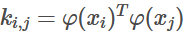 k_{i,j} = φ(x_i)^T φ(x_j)